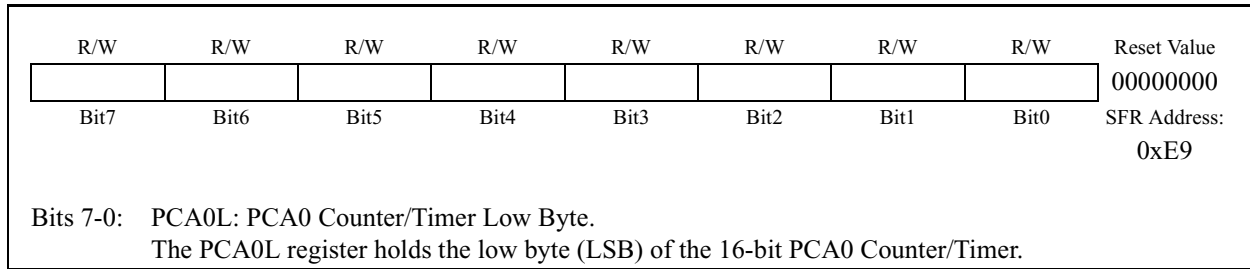 R/W R/W R/W R/W R/W R/W R/W R/W Reset Value
00000000
Bit7 Bit6 Bit5 Bit4 Bit3 Bit2 Bit1 Bit0 SFR Address:
0xE9
Bits 7-0: PCA0L: PCA0 Counter/Timer Low Byte.
The PCA0L register holds the low byte (LSB) of the 16-bit PCA0 Counter/Timer.